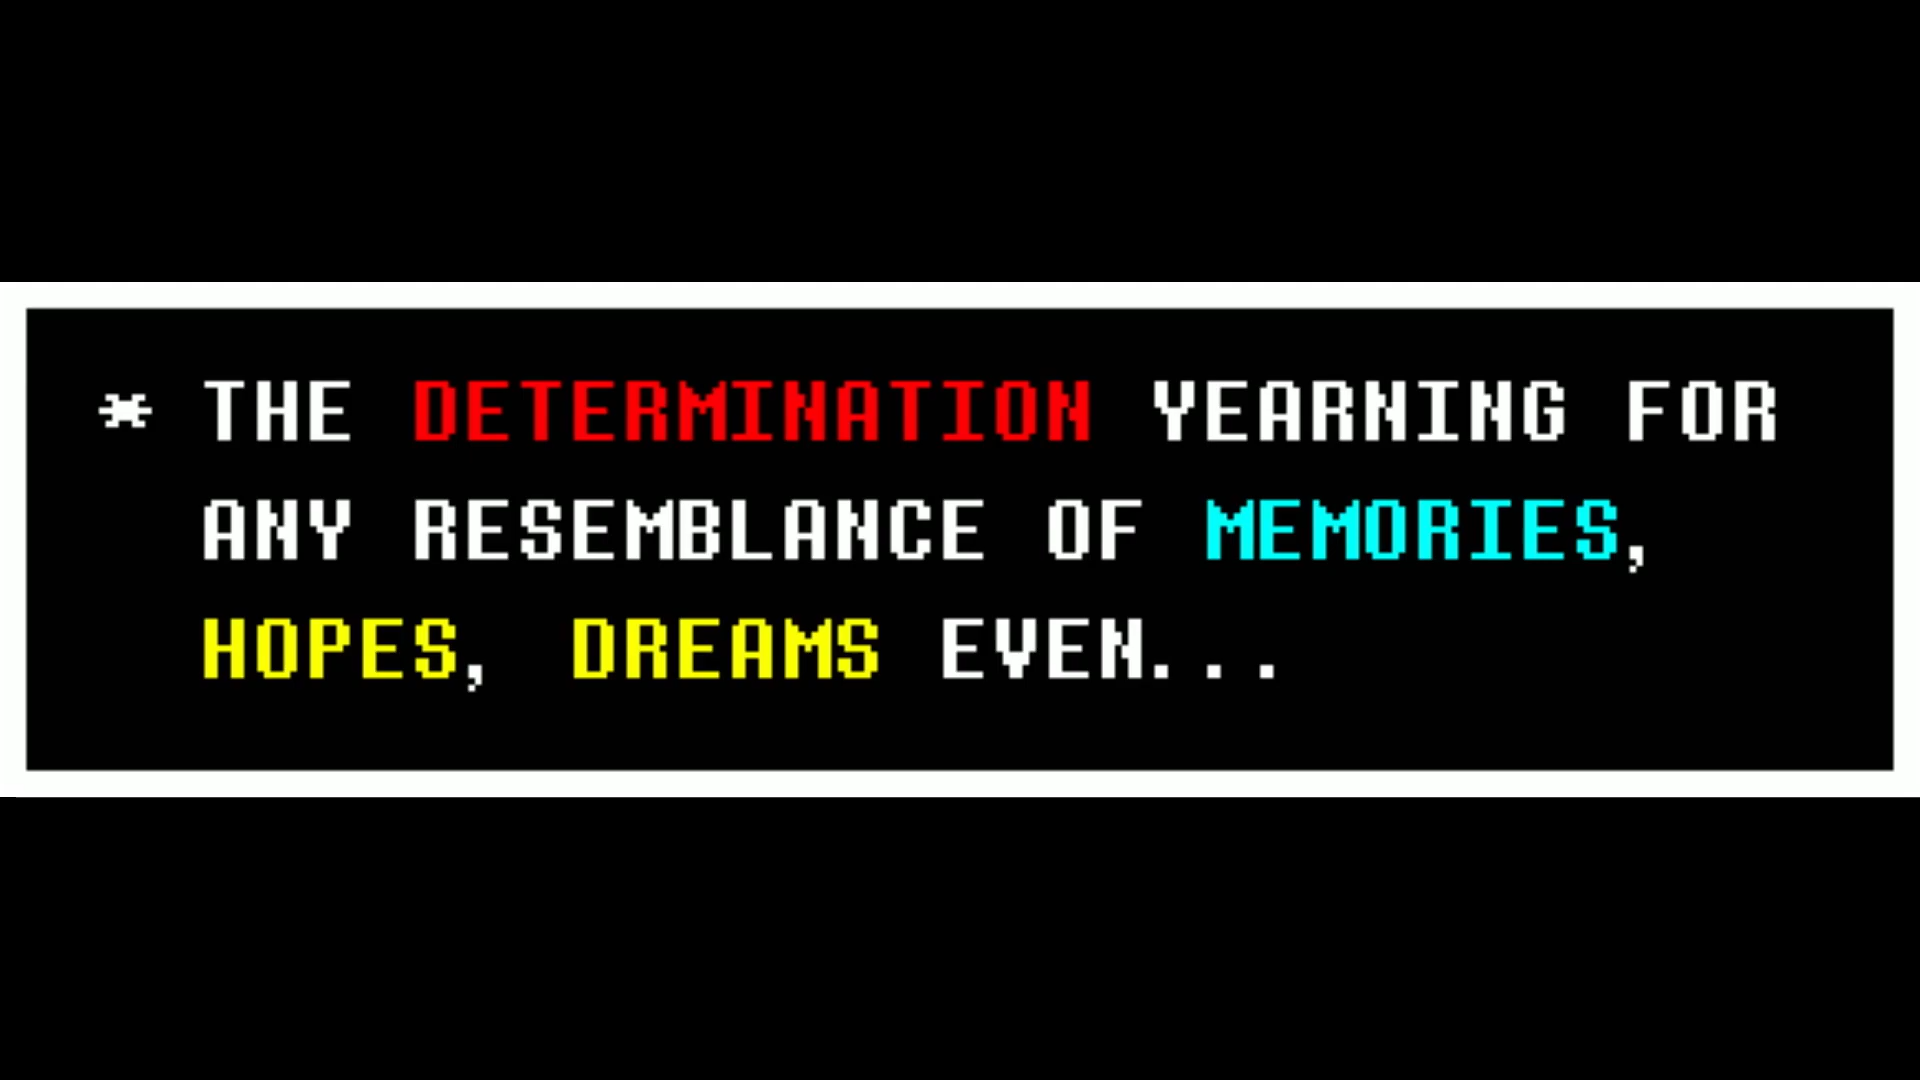 * THE DETERMINATION YEARNING FOR
ANY RESEMBLANCE OF MEMORIES,
HOPES, DREAMS EVEN...